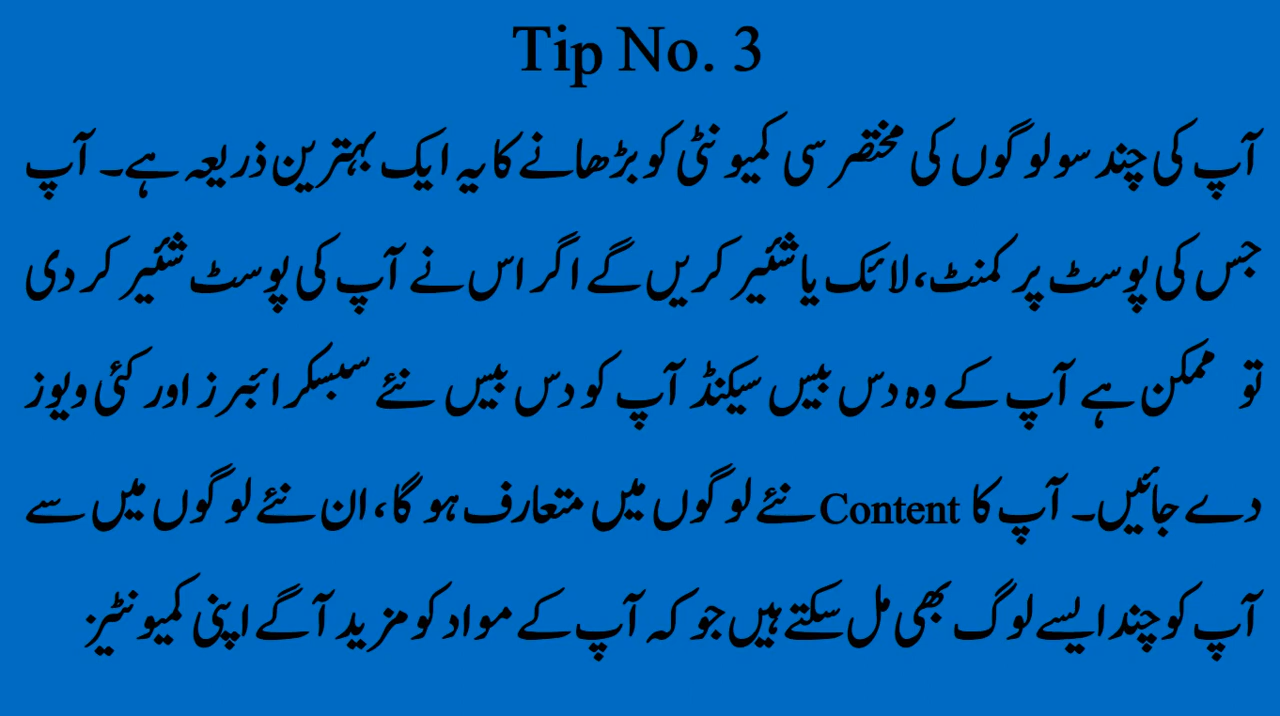 Tip No. 3
آپ کی چند سو لوگوں کی مختصر سی کمیونٹی کو بڑھانے کا یہ ایک بہترین ذریعہ ہے۔ آپ
جس کی پوسٹ پر کمنٹ، لائک یا شئیر کریں گے اگر اس نے آپ کی پوسٹ شئیر کر دی
تو ممکن ہے آپ کے وہ دس بیس سیکنڈ آپ کو دس بیس نئے سبسکرائبرز اور کئی ویوز
دے جائیں۔ آپ کا Content نئے لوگوں میں متعارف ہو گا، ان نئے لوگوں میں سے
آپ کو چند ایسے لوگ بھی مل سکتے ہیں جو کہ آپ کے مواد کو مزید آگے اپنی کمیونٹیز